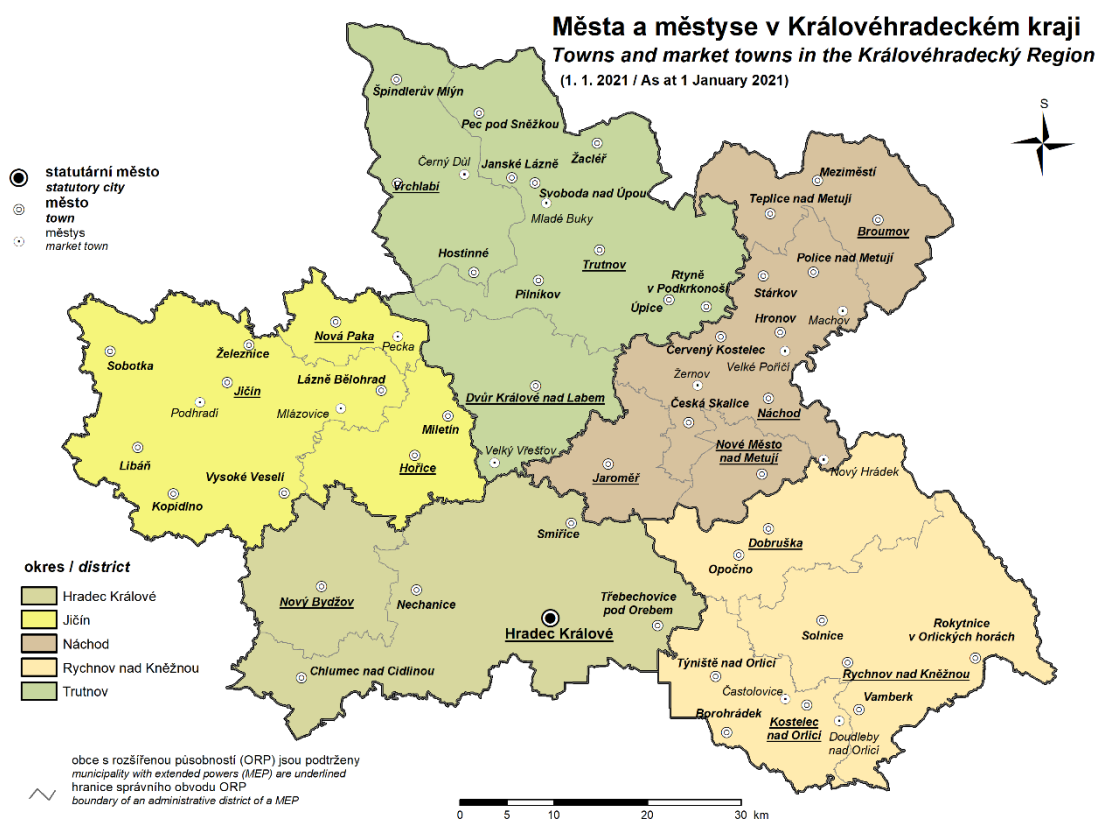 Města a městyse v Královéhradeckém kraji
Towns and market towns in the Královéhradecký Region
(1. 1. 2021 / As at 1 January 2021)
S
statutární město
statutory city
město
town
městys
market town
Špindlerův Mlýn
Pec pod Sněžkou
Žacléř
Černý Důl
Janské Lázně
Vrchlabí
Svoboda nad Úpou
Mladé Buky
Hostinné
Trutnov
Pilníkov
Rtyně
v Podkrkonoší
Úpice
Dvůr Králové nad Labem
Velký Vřešťov
Meziměstí
Teplice nad Metují
Broumov
Police nad Metují
Stárkov
Machov
Hronov
Červený Kostelec
Velké Poříčí
Žernov
Česká Skalice
Náchod
Nové Město
nad Metují
Jaroměř
Nový Hrádek
Nová Paka
Pecka
Železnice
Sobotka
Lázně Bělohrad
Jičín
Podhradí
Mlázovice
Miletín
Hořice
Libáň
Vysoké Veselí
Kopidlno
Smiřice
Nový Bydžov
Nechanice
Třebechovice
pod Orebem
Hradec Králové
Chlumec nad Cidlinou
Dobruška
Opočno
Solnice
Rokytnice
v Orlických horách
Týniště nad Orlicí
Rychnov nad Kněžnou
Častolovice
Vamberk
Borohrádek
Kostelec
nad Orlicí
Doudleby
nad Orlicí
okres / district
Hradec Králové
Jičín
Náchod
Rychnov nad Kněžnou
Trutnov
obce s rozšířenou působností (ORP) jsou podtrženy
municipality with extended powers (MEP) are underlined
hranice správního obvodu ORP
boundary of an administrative district of a MEP
0 5 10 20 30 km